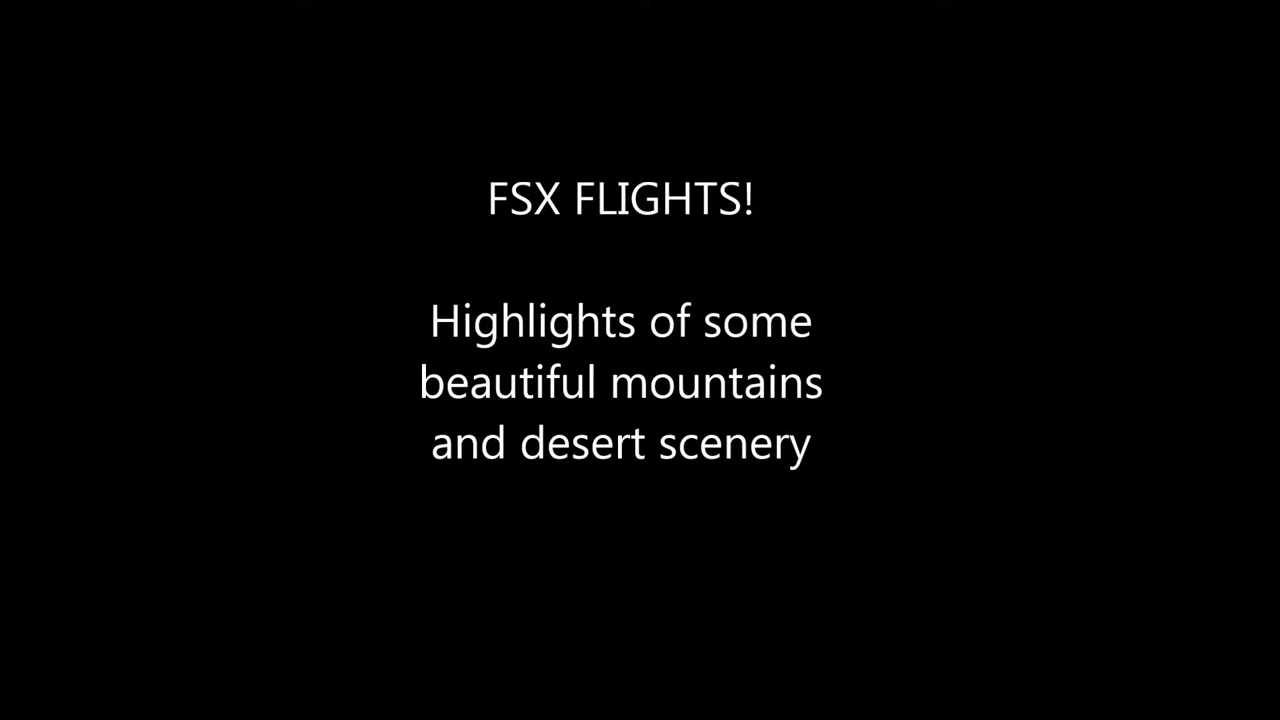 FSX FLIGHTS!
Highlights of some
beautiful mountains
and desert scenery